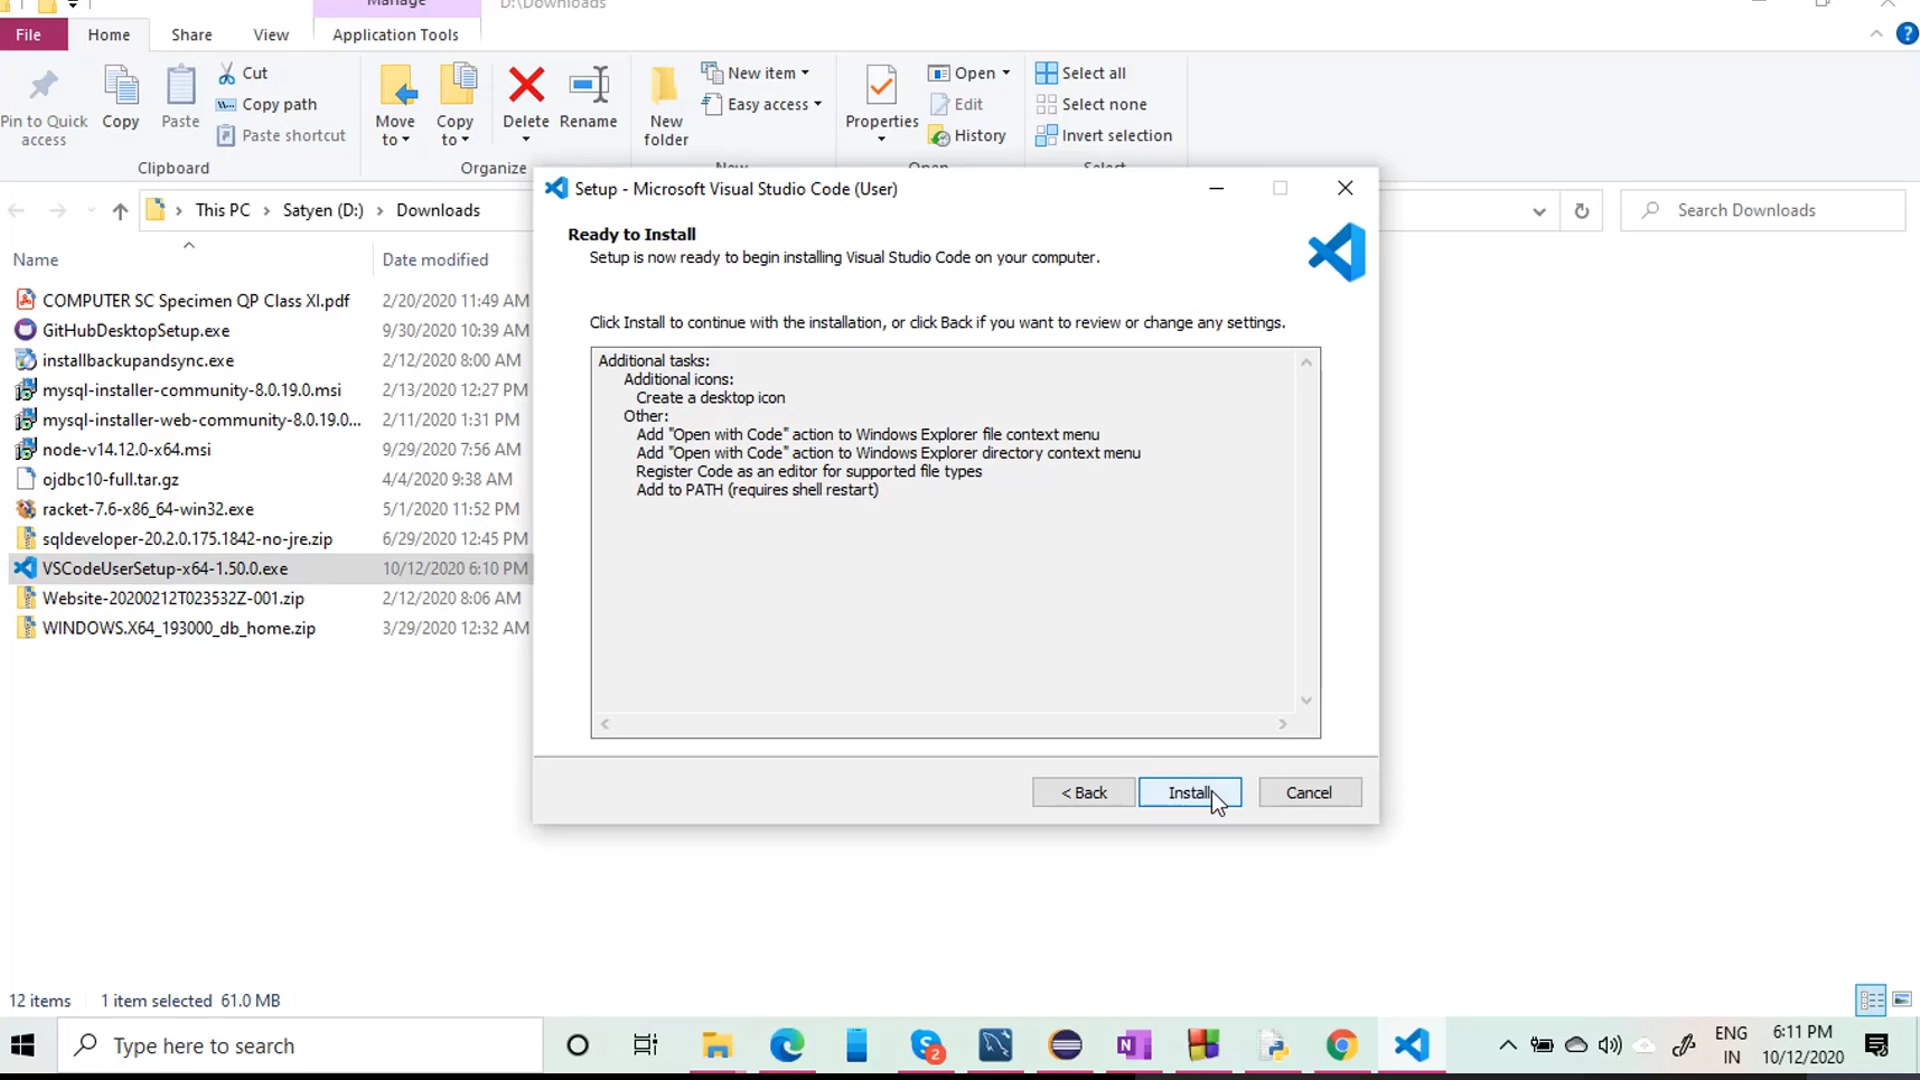 Manage
D:\Downloads
File
Home
Share
View
Application Tools
Pin to Quick access
Copy
Paste
Cut
Copy path
Paste shortcut
Clipboard
Move to
Copy to
Delete
Rename
Organize
New folder
New item
Easy access
New
Properties
Open
Edit
History
Open
Select all
Select none
Invert selection
Select
This PC > Satyen (D:) > Downloads
Search Downloads
Name
Date modified
COMPUTER SC Specimen QP Class XI.pdf 2/20/2020 11:49 AM
GitHubDesktopSetup.exe 9/30/2020 10:39 AM
installbackupandsync.exe 2/12/2020 8:00 AM
mysql-installer-community-8.0.19.0.msi 2/13/2020 12:27 PM
mysql-installer-web-community-8.0.19.0... 2/11/2020 1:31 PM
node-v14.12.0-x64.msi 9/29/2020 7:56 AM
ojdbc10-full.tar.gz 4/4/2020 9:38 AM
racket-7.6-x86_64-win32.exe 5/1/2020 11:52 PM
sqldeveloper-20.2.0.175.1842-no-jre.zip 6/29/2020 12:45 PM
VSCodeUserSetup-x64-1.50.0.exe 10/12/2020 6:10 PM
Website-20200212T023532Z-001.zip 2/12/2020 8:06 AM
WINDOWS.X64_193000_db_home.zip 3/29/2020 12:32 AM
Setup - Microsoft Visual Studio Code (User)
Ready to Install
Setup is now ready to begin installing Visual Studio Code on your computer.
Click Install to continue with the installation, or click Back if you want to review or change any settings.
Additional tasks:
Additional icons:
Create a desktop icon
Other:
Add "Open with Code" action to Windows Explorer file context menu
Add "Open with Code" action to Windows Explorer directory context menu
Register Code as an editor for supported file types
Add to PATH (requires shell restart)
< Back
Install
Cancel
12 items 1 item selected 61.0 MB
Type here to search
2
N
ENG
IN
6:11 PM
10/12/2020